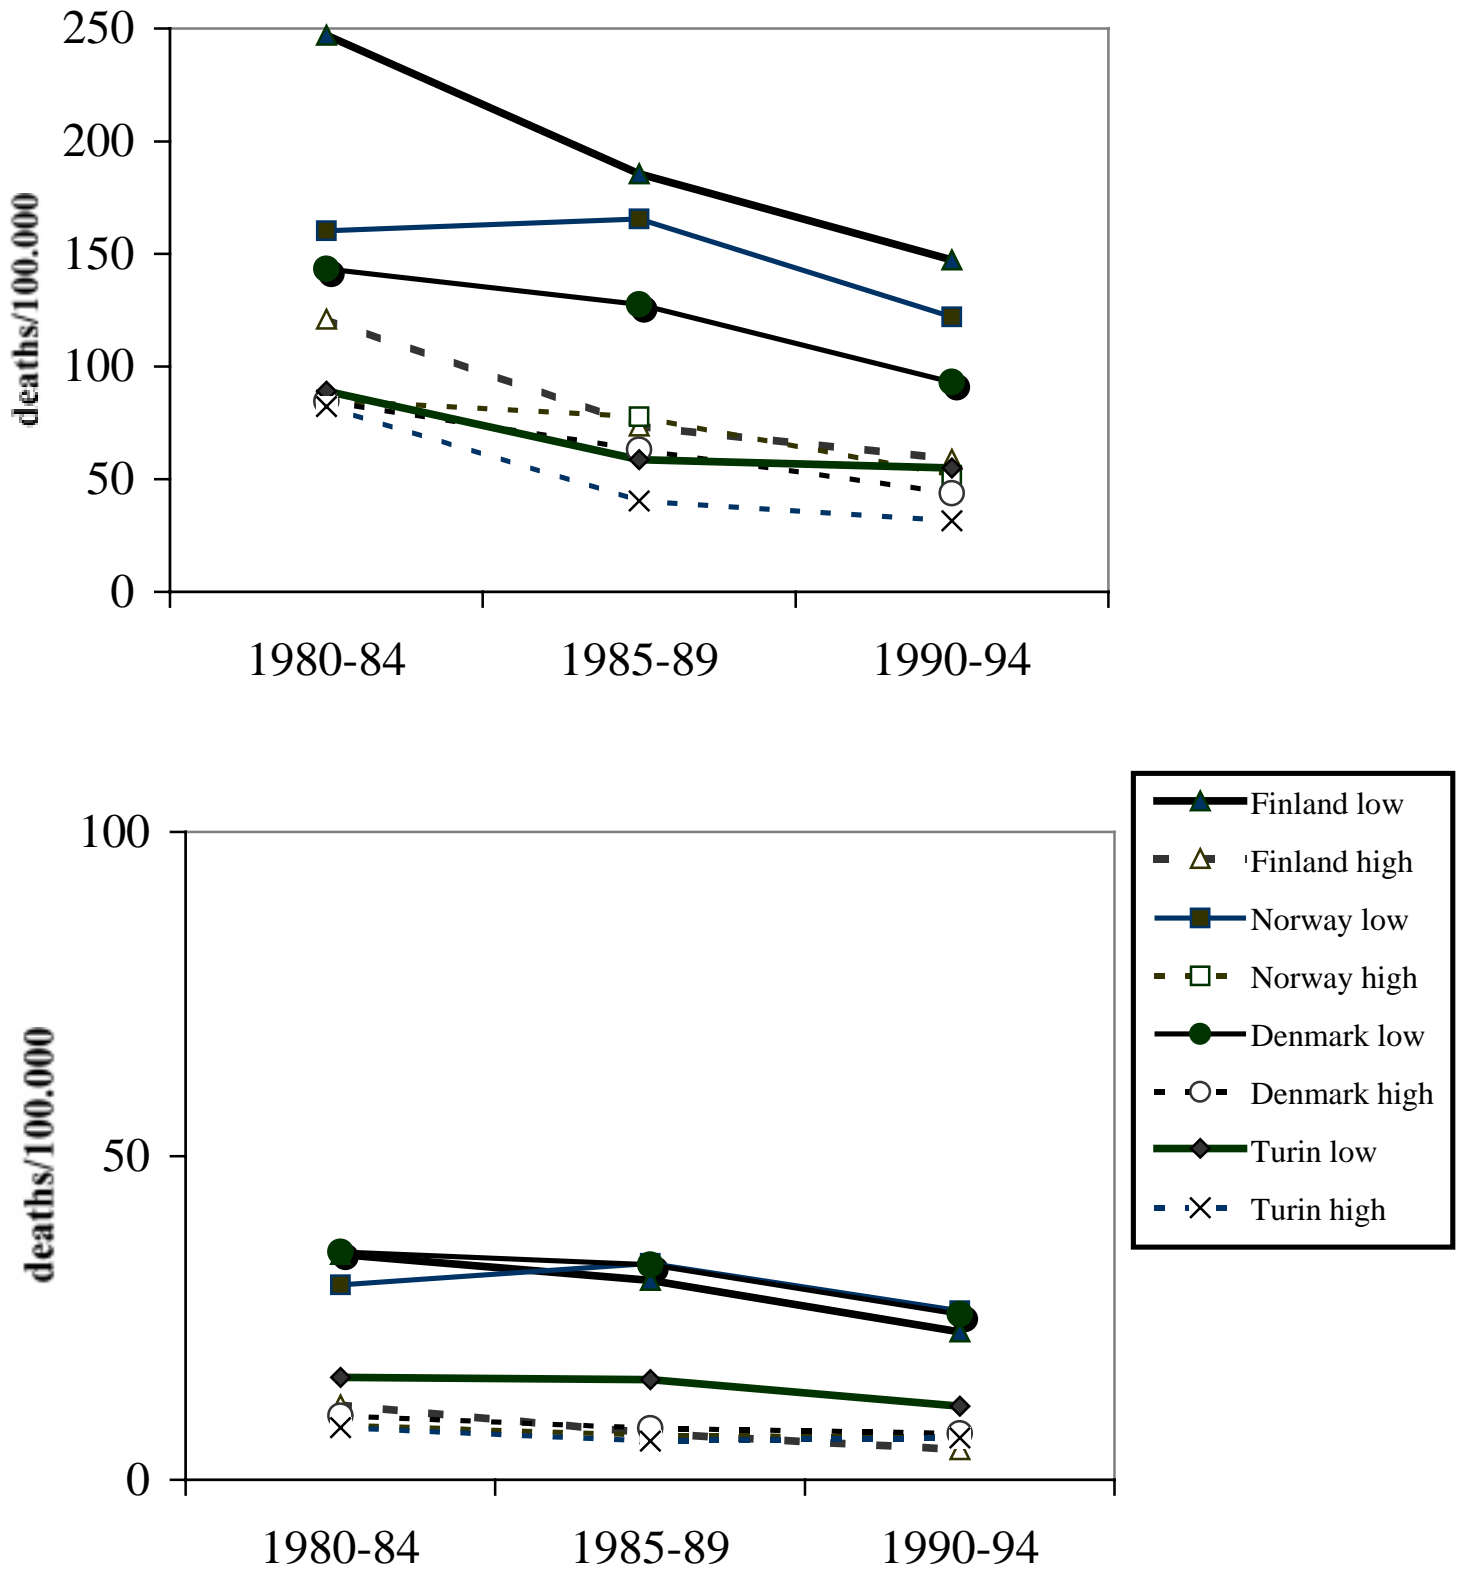 250
200
150
100
50
0
deaths/100.000
1980-84 1985-89 1990-94
100
50
0
deaths/100.000
1980-84 1985-89 1990-94
Finland low
Finland high
Norway low
Norway high
Denmark low
Denmark high
Turin low
Turin high